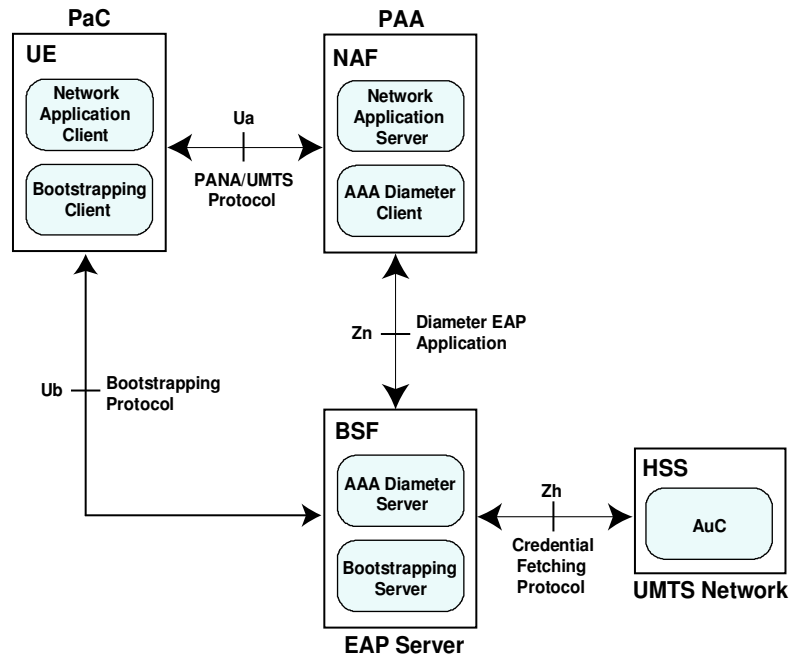 PaC
UE
Network
Application
Client
Bootstrapping
Client
Ua
PANA/UMTS
Protocol
PAA
NAF
Network
Application
Server
AAA Diameter
Client
Zn
Diameter EAP
Application
Ub
Bootstrapping
Protocol
BSF
AAA Diameter
Server
Bootstrapping
Server
EAP Server
Zh
Credential
Fetching
Protocol
HSS
AuC
UMTS Network